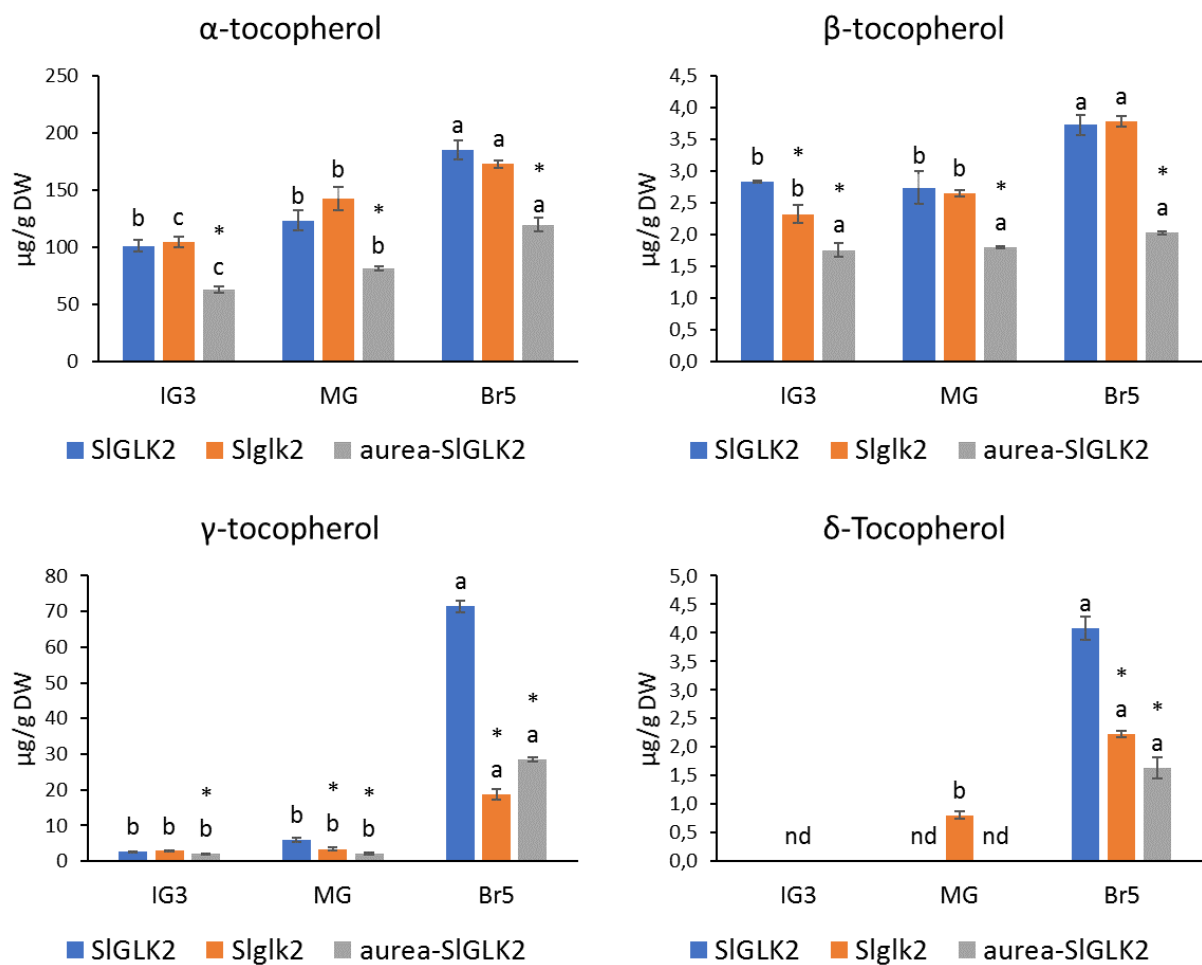 α-tocopherol
250
200
150
100
50
0
µg/g DW
b c * c
b b * b
a a * a
IG3 MG Br5
SlGLK2 Slglk2 aurea-SlGLK2
β-tocopherol
4,5
4,0
3,5
3,0
2,5
2,0
1,5
1,0
0,5
0,0
µg/g DW
b * b * a
b b * a
a a * a
IG3 MG Br5
SlGLK2 Slglk2 aurea-SlGLK2
γ-tocopherol
80
70
60
50
40
30
20
10
0
µg/g DW
b b * b
b * b * b
a * a * a
IG3 MG Br5
SlGLK2 Slglk2 aurea-SlGLK2
δ-Tocopherol
5,0
4,5
4,0
3,5
3,0
2,5
2,0
1,5
1,0
0,5
0,0
µg/g DW
nd
nd b nd
a * a * a
IG3 MG Br5
SlGLK2 Slglk2 aurea-SlGLK2